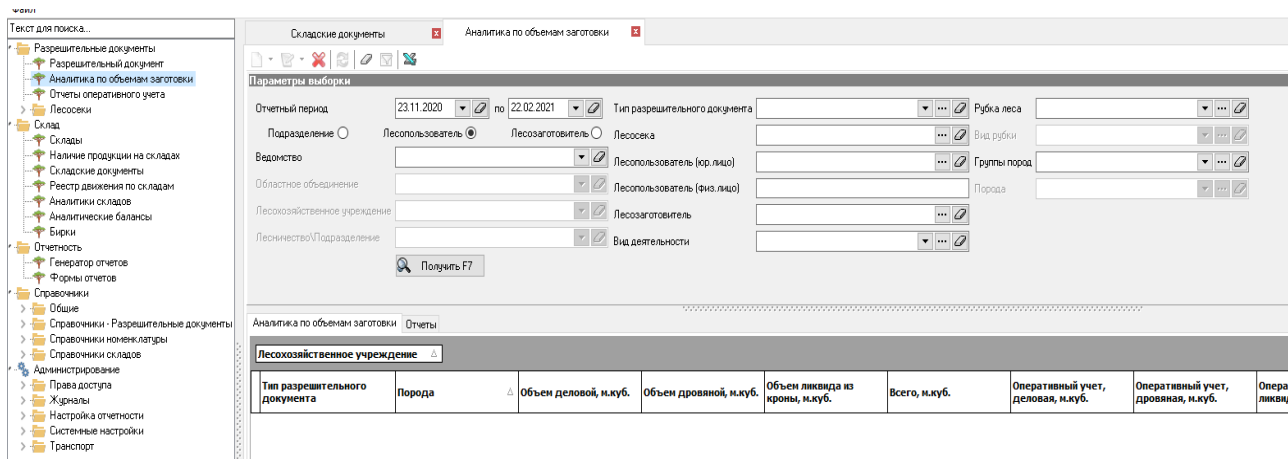 Файл
Текст для поиска...
Разрешительные документы
Разрешительный документ
Аналитика по объемам заготовки
Отчеты оперативного учета
Лесосеки
Склад
Склады
Наличие продукции на складах
Складские документы
Реестр движения по складам
Аналитики складов
Аналитические балансы
Бирки
Отчетность
Генератор отчетов
Формы отчетов
Справочники
Общие
Справочники - Разрешительные документы
Справочники номенклатуры
Справочники складов
Администрирование
Права доступа
Журналы
Настройка отчетности
Системные настройки
Транспорт
Складские документы
Аналитика по объемам заготовки
Параметры выборки
Отчетный период 23.11.2020 по 22.02.2021
Подразделение Лесопользователь Лесозаготовитель
Ведомство
Областное объединение
Лесохозяйственное учреждение
Лесничество\Подразделение
Получить F7
Тип разрешительного документа
Лесосека
Лесопользователь (юр.лицо)
Лесопользователь (физ.лицо)
Лесозаготовитель
Вид деятельности
Рубка леса
Вид рубки
Группы пород
Порода
Аналитика по объемам заготовки Отчеты
Лесохозяйственное учреждение
Тип разрешительного
документа
Порода
Объем деловой, м.куб.
Объем дровяной, м.куб.
Объем ликвида из
кроны, м.куб.
Всего, м.куб.
Оперативный учет,
деловая, м.куб.
Оперативный учет,
дровяная, м.куб.
Опера
ликвид